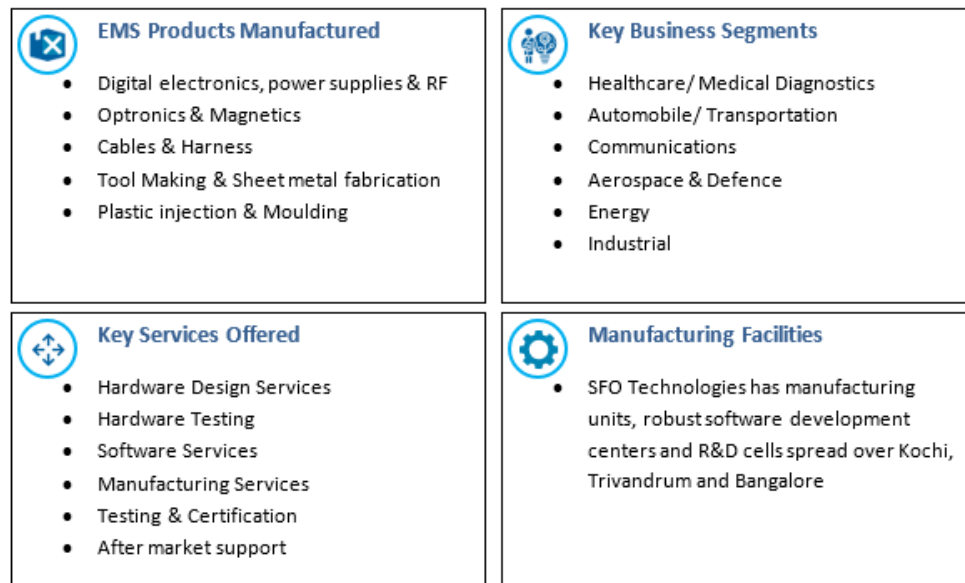 EMS Products Manufactured
• Digital electronics, power supplies & RF
• Optronics & Magnetics
• Cables & Harness
• Tool Making & Sheet metal fabrication
• Plastic injection & Moulding
Key Business Segments
• Healthcare/ Medical Diagnostics
• Automobile/ Transportation
• Communications
• Aerospace & Defence
• Energy
• Industrial
Key Services Offered
• Hardware Design Services
• Hardware Testing
• Software Services
• Manufacturing Services
• Testing & Certification
• After market support
Manufacturing Facilities
• SFO Technologies has manufacturing
units, robust software development
centers and R&D cells spread over Kochi,
Trivandrum and Bangalore